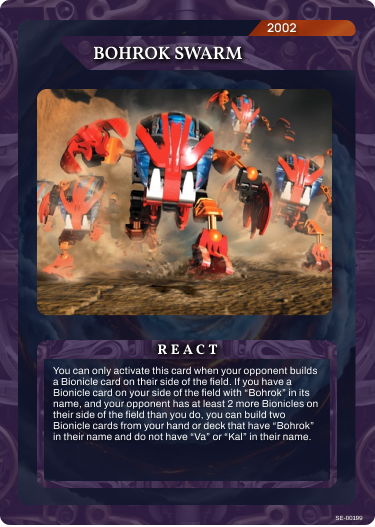 2002
BOHROK SWARM
REACT
You can only activate this card when your opponent builds
a Bionicle card on their side of the field. If you have a
Bionicle card on your side of the field with “Bohrok” in its
name, and your opponent has at least 2 more Bionicles on
their side of the field than you do, you can build two
Bionicle cards from your hand or deck that have “Bohrok”
in their name and do not have “Va” or “Kal” in their name.
SE-00199